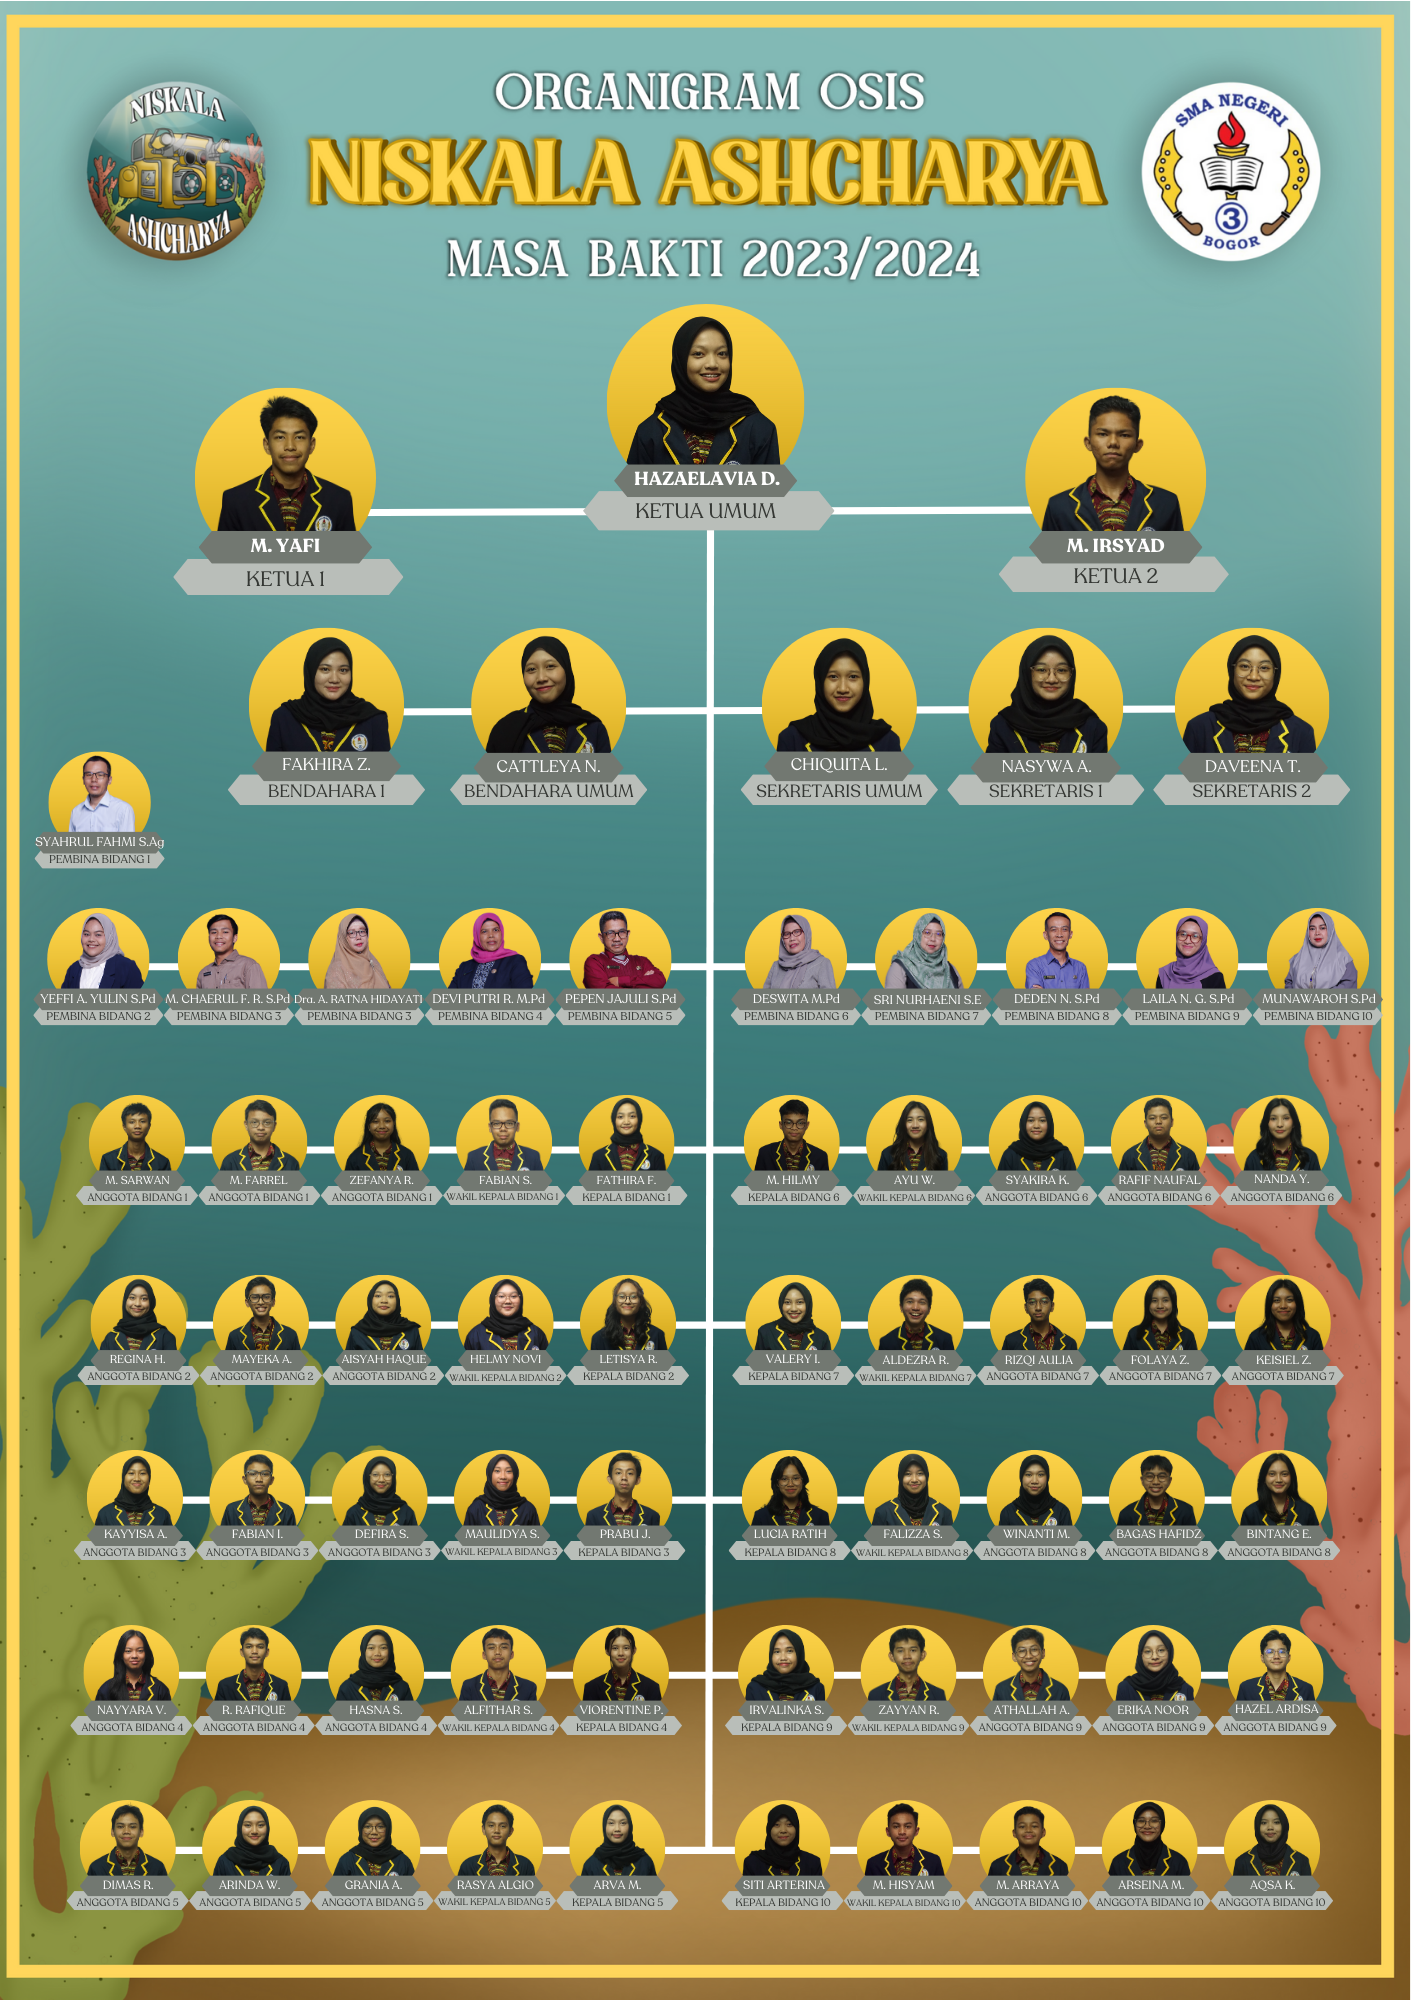 NISKALA
ASHCHARYA
ORGANIGRAM OSIS
NISKALA ASHCHARYA
MASA BAKTI 2023/2024
SMA NEGERI
3
BOGOR
HAZAELAVIA D.
KETUA UMUM
M. YAFI
KETUA 1
M. IRSYAD
KETUA 2
FAKHIRA Z.
BENDAHARA 1
CATTLEYA N.
BENDAHARA UMUM
CHIQUITA L.
SEKRETARIS UMUM
NASYWA A.
SEKRETARIS 1
DAVEENA T.
SEKRETARIS 2
SYAHRUL FAHMI S.Ag
PEMBINA BIDANG 1
YEFFI A. YULIN S.Pd
PEMBINA BIDANG 2
M. CHAERUL F. R. S.Pd
PEMBINA BIDANG 3
Dra. A. RATNA HIDAYATI
PEMBINA BIDANG 3
DEVI PUTRI R. M.Pd
PEMBINA BIDANG 4
PEPEN JAJULI S.Pd
PEMBINA BIDANG 5
DESWITA M.Pd
PEMBINA BIDANG 6
SRI NURHAENI S.E
PEMBINA BIDANG 7
DEDEN N. S.Pd
PEMBINA BIDANG 8
LAILA N. G. S.Pd
PEMBINA BIDANG 9
MUNAWAROH S.Pd
PEMBINA BIDANG 10
M. SARWAN
ANGGOTA BIDANG 1
M. FARREL
ANGGOTA BIDANG 1
ZEFANYA R.
ANGGOTA BIDANG 1
FABIAN S.
WAKIL KEPALA BIDANG 1
FATHIRA F.
KEPALA BIDANG 1
M. HILMY
KEPALA BIDANG 6
AYU W.
WAKIL KEPALA BIDANG 6
SYAKIRA K.
ANGGOTA BIDANG 6
RAFIF NAUFAL
ANGGOTA BIDANG 6
NANDA Y.
ANGGOTA BIDANG 6
REGINA H.
ANGGOTA BIDANG 2
MAYEKA A.
ANGGOTA BIDANG 2
AISYAH HAQUE
ANGGOTA BIDANG 2
HELMY NOVI
WAKIL KEPALA BIDANG 2
LETISYA R.
KEPALA BIDANG 2
VALERY I.
KEPALA BIDANG 7
ALDEZRA R.
WAKIL KEPALA BIDANG 7
RIZQI AULIA
ANGGOTA BIDANG 7
FOLAYA Z.
ANGGOTA BIDANG 7
KEISIEL Z.
ANGGOTA BIDANG 7
KAYYISA A.
ANGGOTA BIDANG 3
FABIAN I.
ANGGOTA BIDANG 3
DEFIRA S.
ANGGOTA BIDANG 3
MAULIDYA S.
WAKIL KEPALA BIDANG 3
PRABU J.
KEPALA BIDANG 3
LUCIA RATIH
KEPALA BIDANG 8
FALIZZA S.
WAKIL KEPALA BIDANG 8
WINANTI M.
ANGGOTA BIDANG 8
BAGAS HAFIDZ
ANGGOTA BIDANG 8
BINTANG E.
ANGGOTA BIDANG 8
NAYYARA V.
ANGGOTA BIDANG 4
R. RAFIQUE
ANGGOTA BIDANG 4
HASNA S.
ANGGOTA BIDANG 4
ALFITHAR S.
WAKIL KEPALA BIDANG 4
VIORENTINE P.
KEPALA BIDANG 4
IRVALINKA S.
KEPALA BIDANG 9
ZAYYAN R.
WAKIL KEPALA BIDANG 9
ATHALLAH A.
ANGGOTA BIDANG 9
ERIKA NOOR
ANGGOTA BIDANG 9
HAZEL ARDISA
ANGGOTA BIDANG 9
DIMAS R.
ANGGOTA BIDANG 5
ARINDA W.
ANGGOTA BIDANG 5
GRANIA A.
ANGGOTA BIDANG 5
RASYA ALGIO
WAKIL KEPALA BIDANG 5
ARVA M.
KEPALA BIDANG 5
SITI ARTERINA
KEPALA BIDANG 10
M. HISYAM
WAKIL KEPALA BIDANG 10
M. ARRAYA
ANGGOTA BIDANG 10
ARSEINA M.
ANGGOTA BIDANG 10
AQSA K.
ANGGOTA BIDANG 10